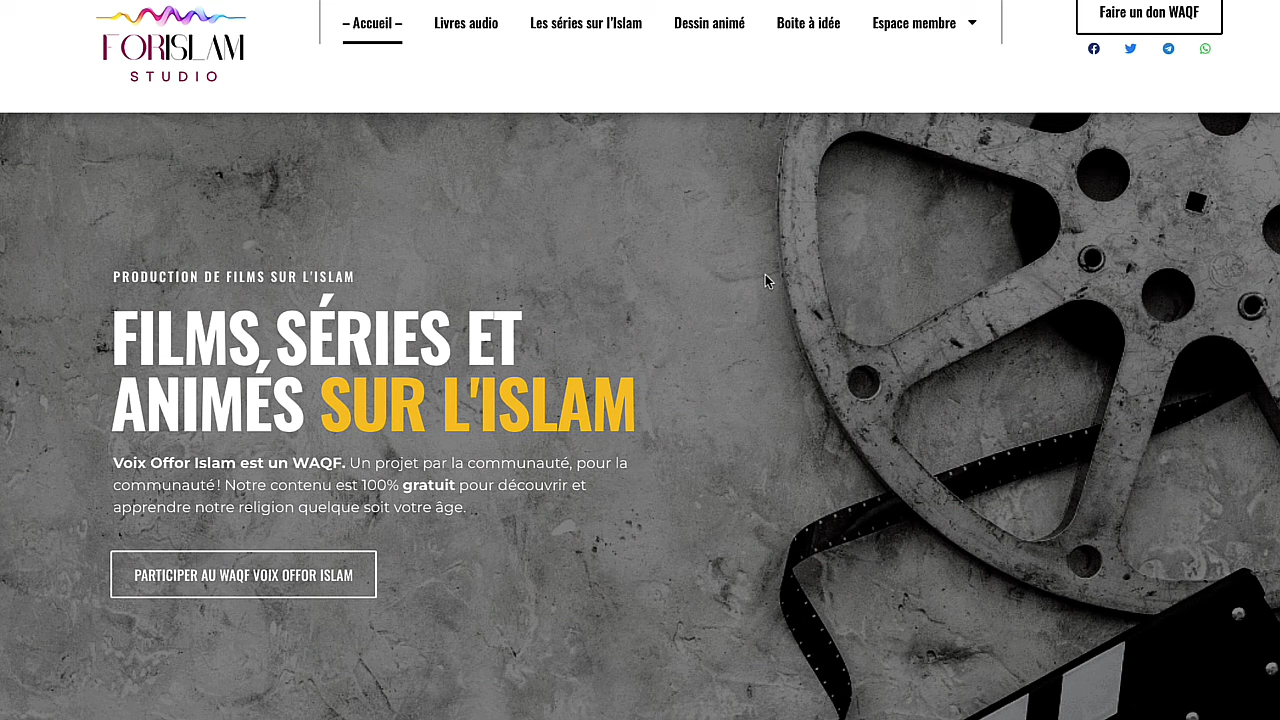 FORISLAM
STUDIO
– Accueil –
Livres audio
Les séries sur l'Islam
Dessin animé
Boite à idée
Espace membre
Faire un don WAQF
PRODUCTION DE FILMS SUR L'ISLAM
FILMS, SÉRIES ET
ANIMÉS SUR L'ISLAM
Voix Offor Islam est un WAQF. Un projet par la communauté, pour la
communauté ! Notre contenu est 100% gratuit pour découvrir et
apprendre notre religion quelque soit votre âge.
PARTICIPER AU WAQF VOIX OFFOR ISLAM